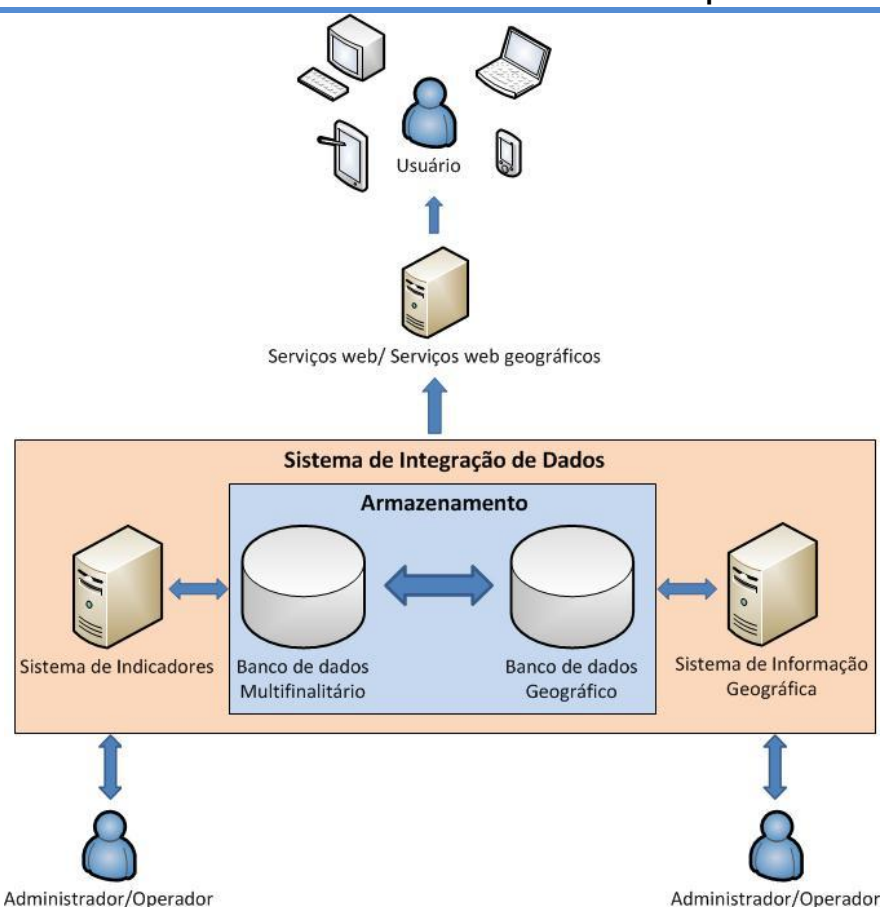 Usuário
Serviços web/ Serviços web geográficos
Sistema de Integração de Dados
Armazenamento
Sistema de Indicadores
Banco de dados
Multifinalitário
Banco de dados
Geográfico
Sistema de Informação
Geográfica
Administrador/Operador
Administrador/Operador